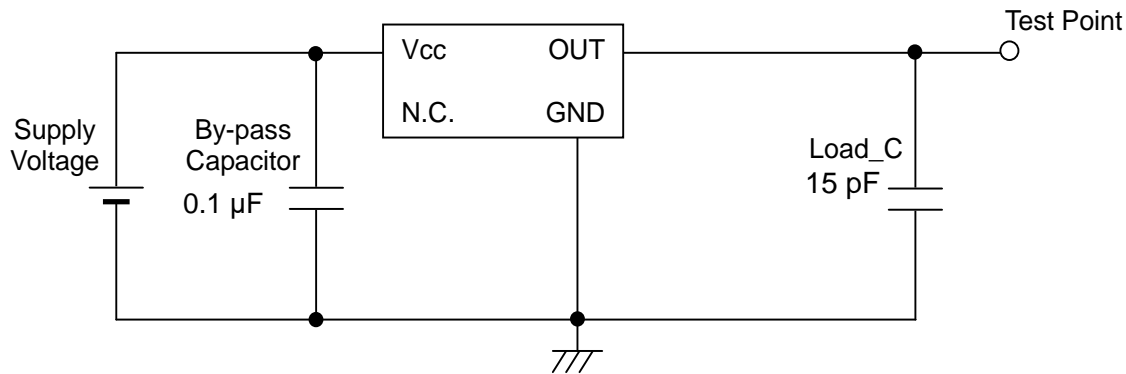 Test Point
Vcc
OUT
N.C.
GND
Supply
Voltage
By-pass
Capacitor
0.1 µF
Load_C
15 pF